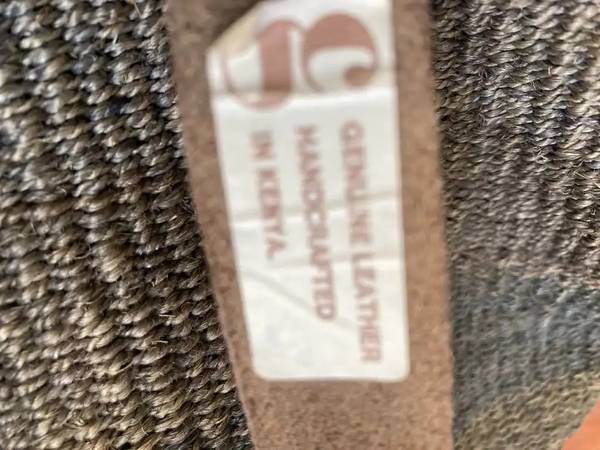 GENUINE LEATHER
HANDCRAFTED
IN KENYA.